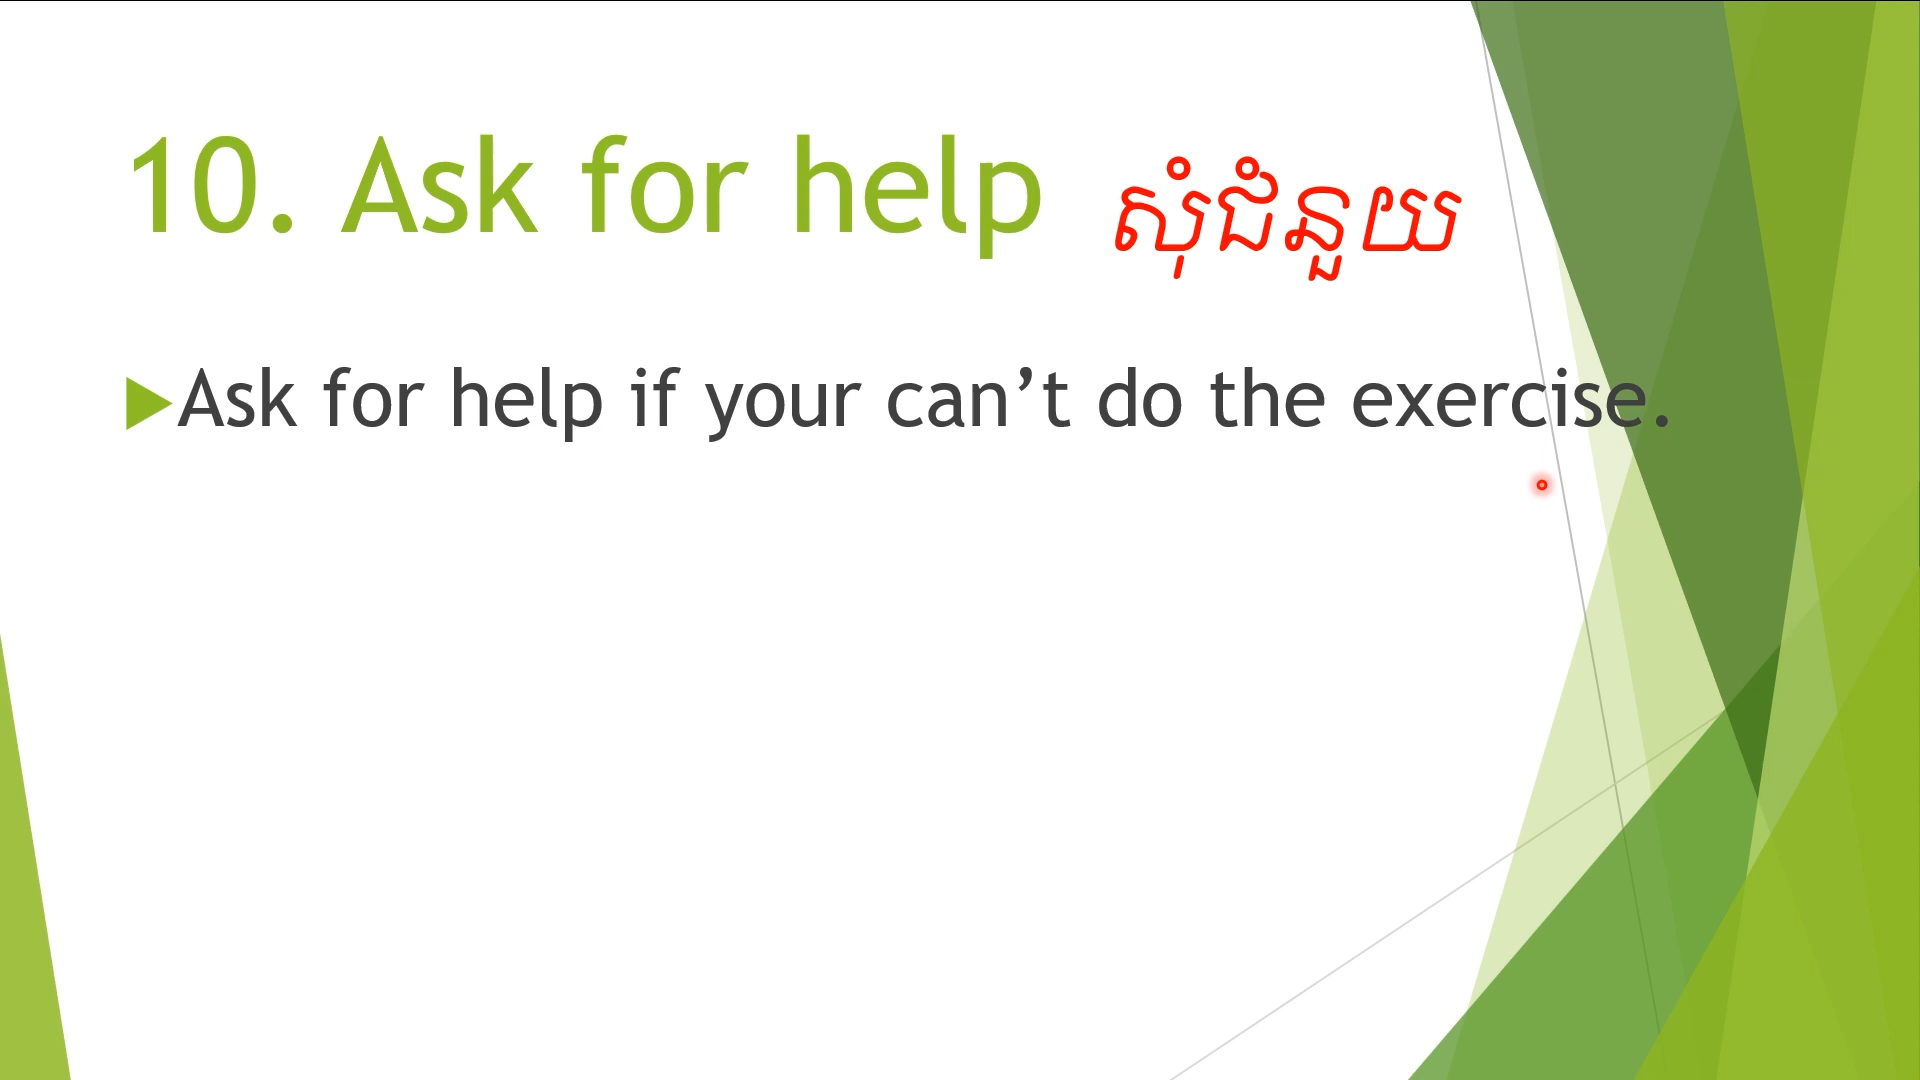 10. Ask for help សុំជំនួយ
Ask for help if your can’t do the exercise.